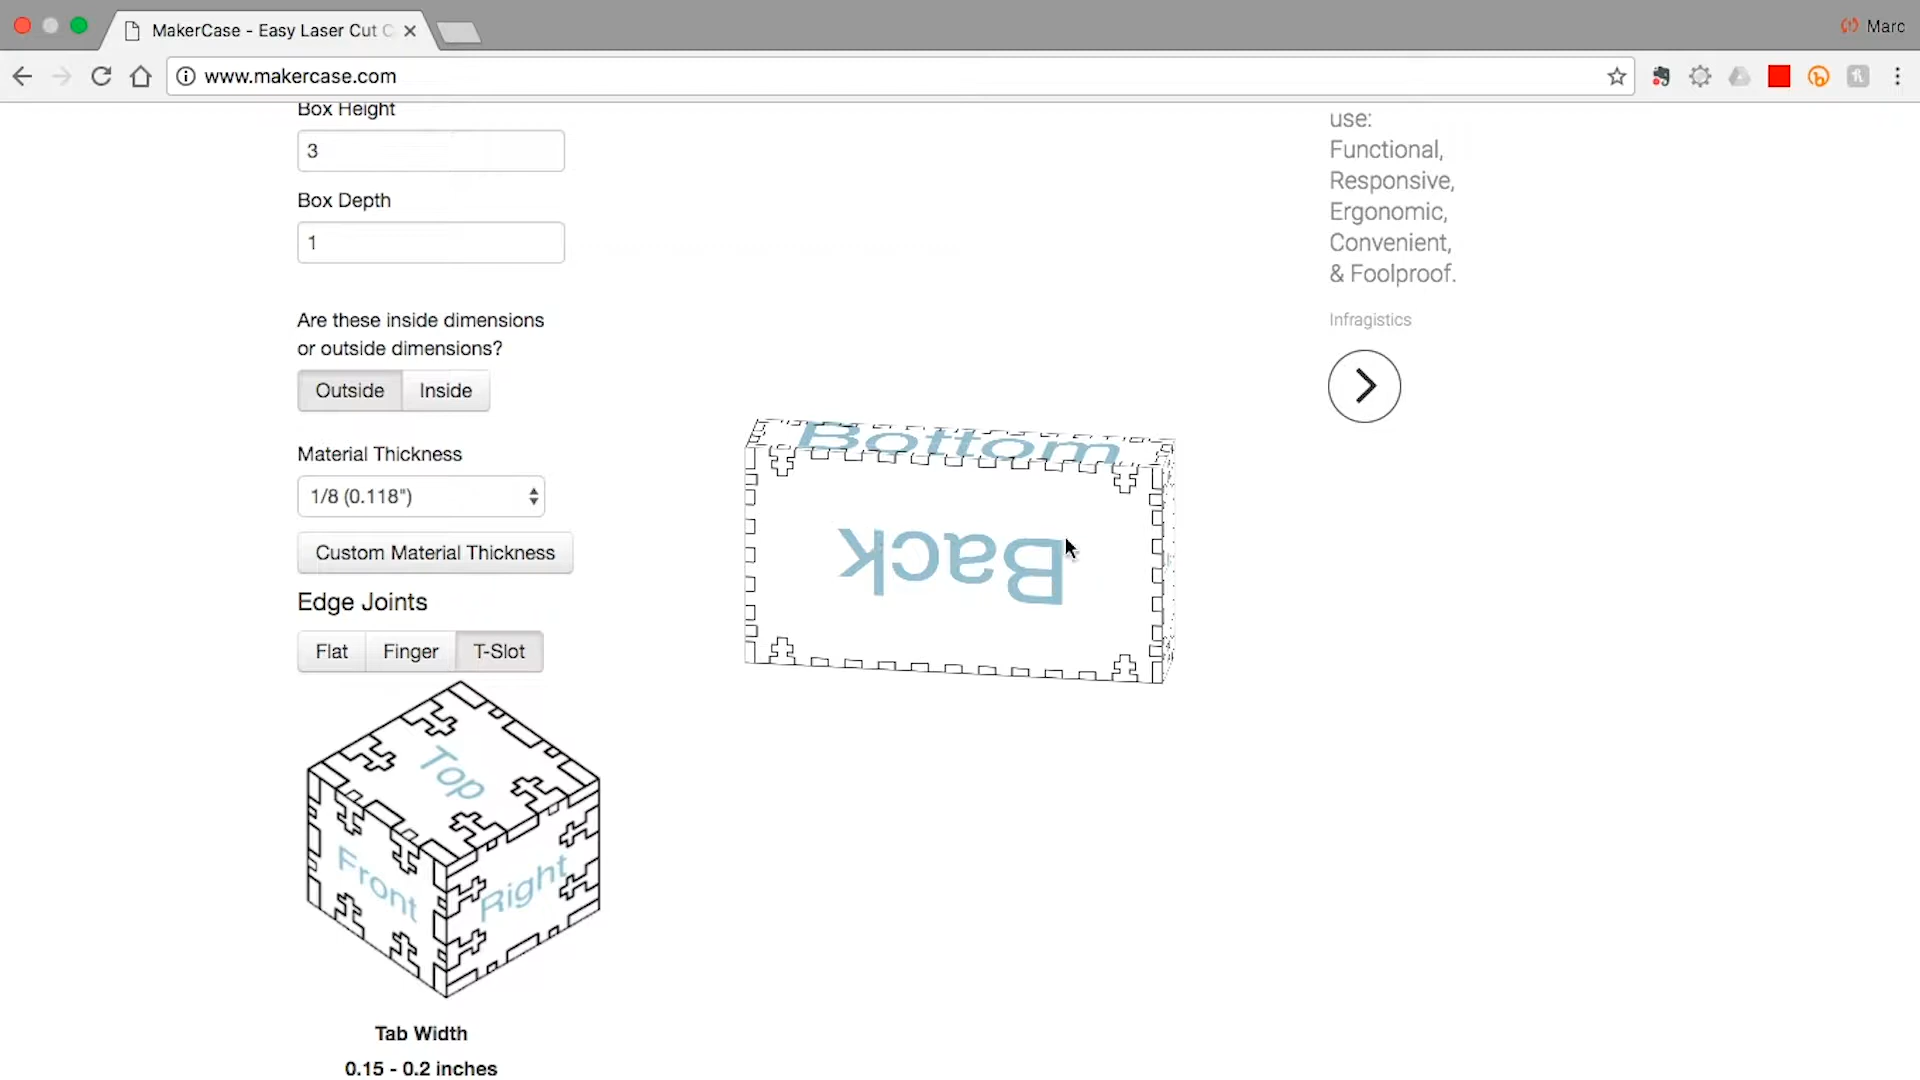 MakerCase - Easy Laser Cut C
Marc
www.makercase.com
Box Height
3
Box Depth
1
Are these inside dimensions
or outside dimensions?
Outside
Inside
Material Thickness
1/8 (0.118")
Custom Material Thickness
Edge Joints
Flat
Finger
T-Slot
Top
Front
Right
Tab Width
0.15 - 0.2 inches
Bottom
Back
use:
Functional,
Responsive,
Ergonomic,
Convenient,
& Foolproof.
Infragistics